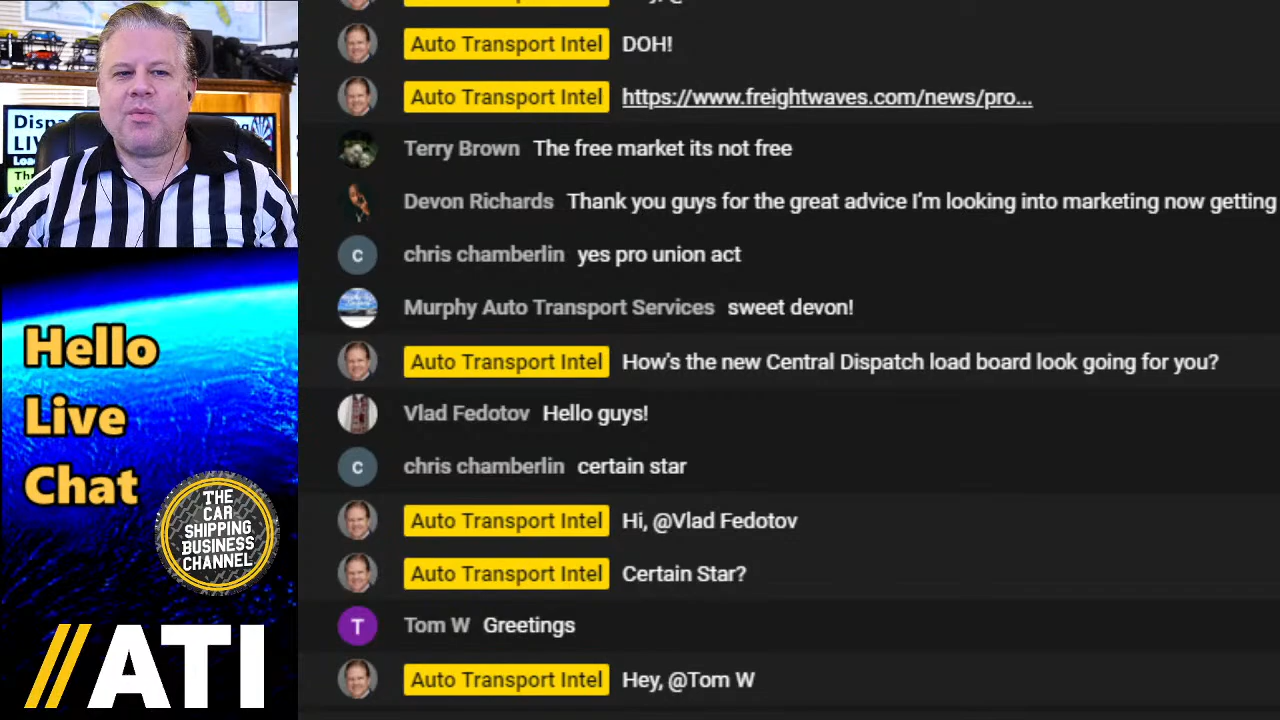 Auto Transport Intel DOH!
Auto Transport Intel https://www.freightwaves.com/news/pro...
Terry Brown The free market its not free
Devon Richards Thank you guys for the great advice I'm looking into marketing now getting
C chris chamberlin yes pro union act
Murphy Auto Transport Services sweet devon!
Auto Transport Intel How's the new Central Dispatch load board look going for you?
Vlad Fedotov Hello guys!
C chris chamberlin certain star
Auto Transport Intel Hi, @Vlad Fedotov
Auto Transport Intel Certain Star?
T Tom W Greetings
Auto Transport Intel Hey, @Tom W
Hello
Live
Chat
THE
CAR
SHIPPING
BUSINESS
CHANNEL
//ATI